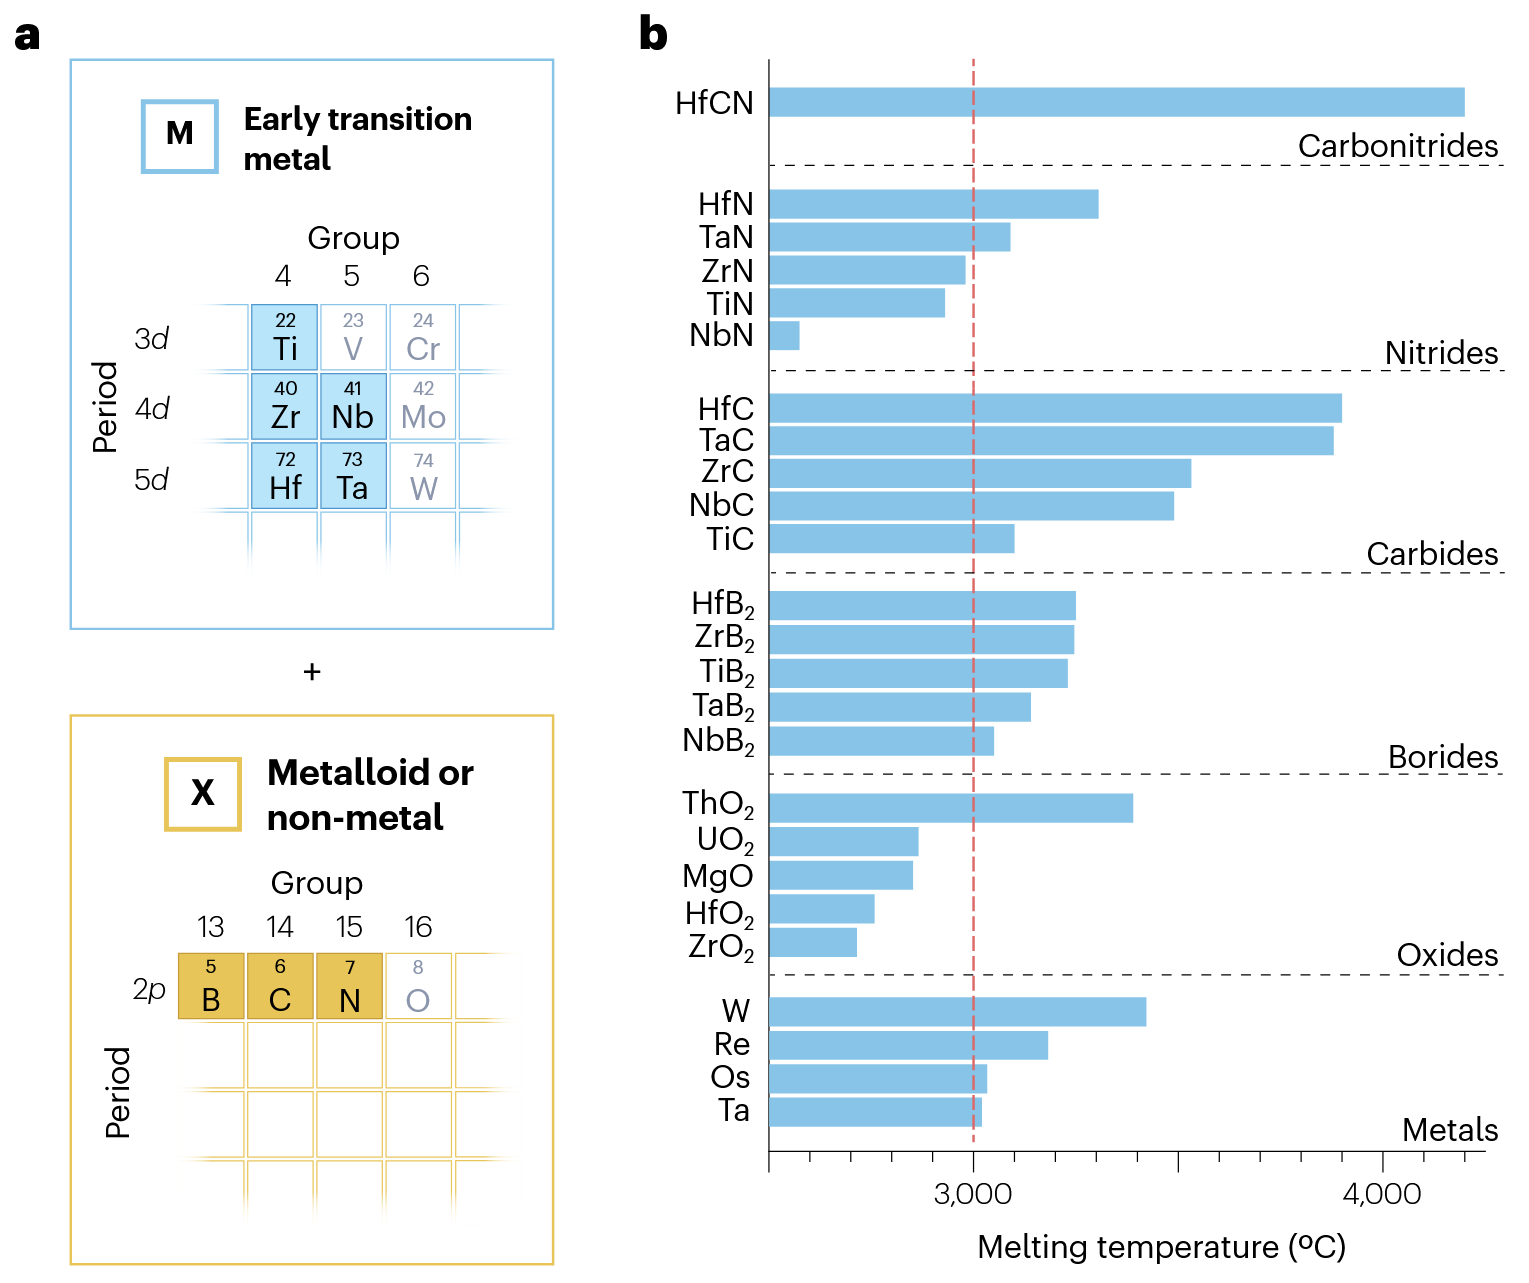 a
M
Early transition
metal
Group
4 5 6
Period
3d
22 23 24
Ti V Cr
4d
40 41 42
Zr Nb Mo
5d
72 73 74
Hf Ta W
+
X
Metalloid or
non-metal
Group
13 14 15 16
2p
5 6 7 8
B C N O
Period
b
HfCN
Carbonitrides
HfN
TaN
ZrN
TiN
NbN
Nitrides
HfC
TaC
ZrC
NbC
TiC
Carbides
HfB₂
ZrB₂
TiB₂
TaB₂
NbB₂
Borides
ThO₂
UO₂
MgO
HfO₂
ZrO₂
Oxides
W
Re
Os
Ta
Metals
3,000 4,000
Melting temperature (ºC)